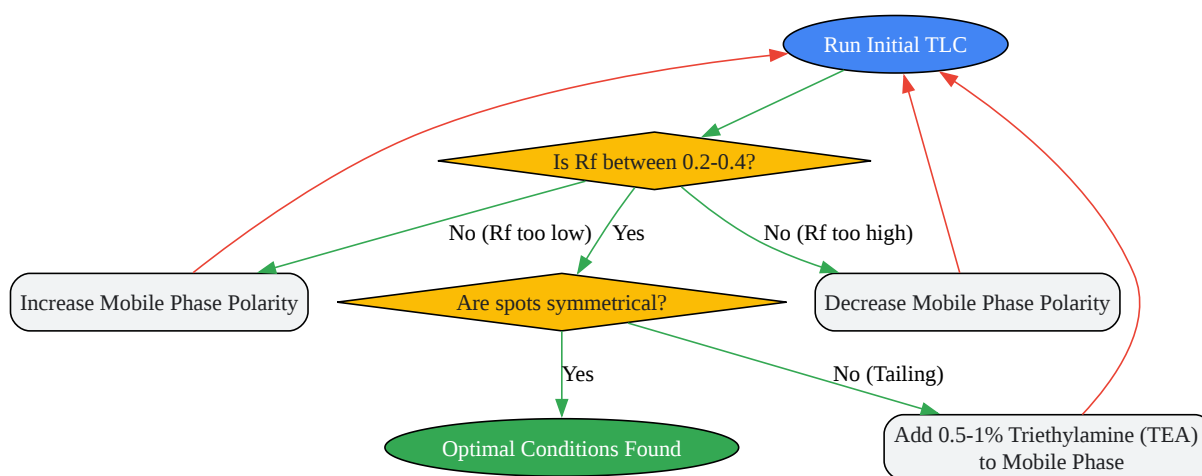 Run Initial TLC
Is Rf between 0.2-0.4?
No (Rf too low)
Yes
No (Rf too high)
Increase Mobile Phase Polarity
Are spots symmetrical?
Decrease Mobile Phase Polarity
Yes
No (Tailing)
Optimal Conditions Found
Add 0.5-1% Triethylamine (TEA)
to Mobile Phase